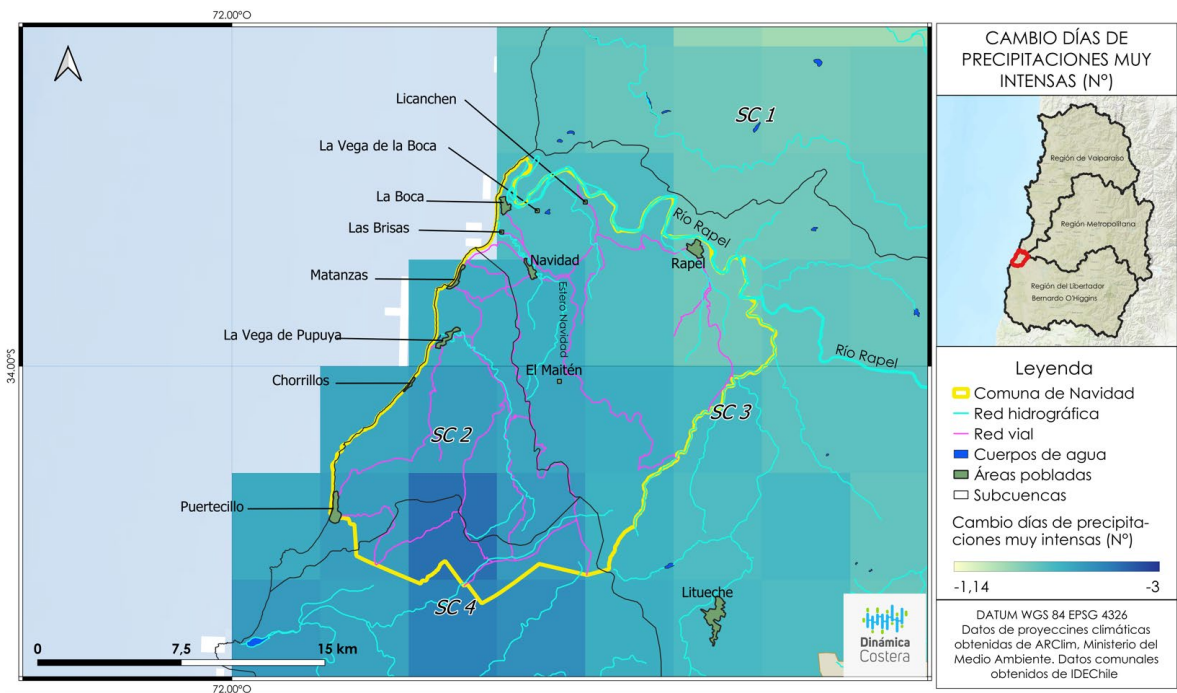 72.00°O
Licanchen
La Vega de la Boca
La Boca
Las Brisas
Matanzas
La Vega de Pupuya
Chorrillos
Puertecillo
Navidad
Estero Navidad
El Maitén
Rapel
Río Rapel
Río Rapel
Litueche
SC 1
SC 2
SC 3
SC 4
34.00°S
0
7,5
15 km
72.00°O
Dinámica
Costera
CAMBIO DÍAS DE
PRECIPITACIONES MUY
INTENSAS (N°)
Región de Valparaíso
Región Metropolitana
Región del Libertador
Bernardo O'Higgins
Leyenda
Comuna de Navidad
Red hidrográfica
Red vial
Cuerpos de agua
Áreas pobladas
Subcuencas
Cambio días de precipita-
ciones muy intensas (N°)
-1,14
-3
DATUM WGS 84 EPSG 4326
Datos de proyeccines climáticas
obtenidas de ARClim, Ministerio del
Medio Ambiente. Datos comunales
obtenidos de IDEChile